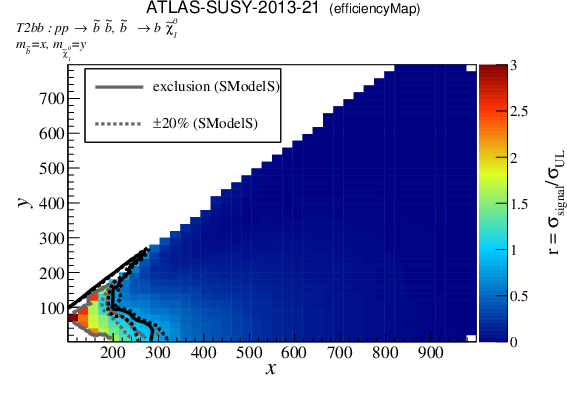 ATLAS-SUSY-2013-21 (efficiencyMap)
T2bb : pp → b̃ b̃, b̃ → b χ̃⁰₁
m_b̃=x, m_χ̃⁰₁=y
exclusion (SModelS)
±20% (SModelS)
700
600
500
400
300
200
100
y
200 300 400 500 600 700 800 900
x
3
2.5
2
1.5
1
0.5
0
r = σ_signal/σ_UL